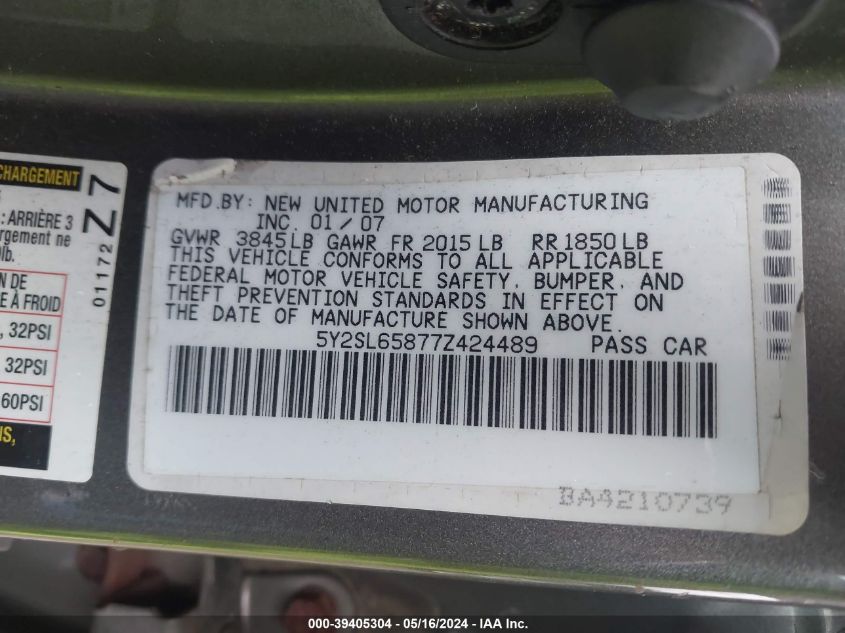 CHARGEMENT
: ARRIÈRE 3
rgement ne
lb.
N DE
E À FROID
, 32PSI
32PSI
60PSI
S,
01172
Z 7
MFD.BY: NEW UNITED MOTOR MANUFACTURING
INC. 01/07
GVWR 3845LB GAWR FR 2015 LB RR 1850 LB
THIS VEHICLE CONFORMS TO ALL APPLICABLE
FEDERAL MOTOR VEHICLE SAFETY, BUMPER, AND
THEFT PREVENTION STANDARDS IN EFFECT ON
THE DATE OF MANUFACTURE SHOWN ABOVE.
5Y2SL65877Z424489 PASS CAR
BA4210739
000-39405304 - 05/16/2024 - © IAA, Inc.